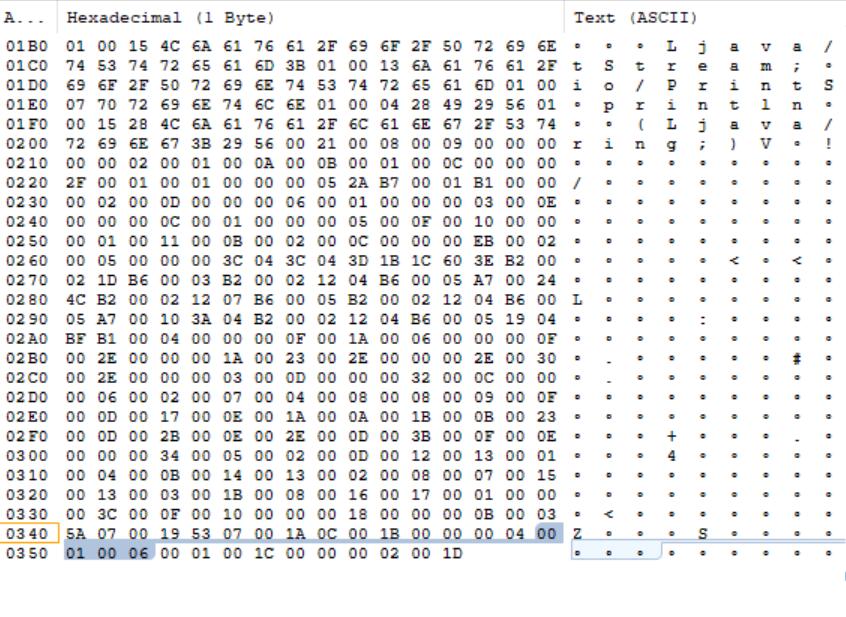 A... Hexadecimal (1 Byte) Text (ASCII)
01B0 01 00 15 4C 6A 61 76 61 2F 69 6F 2F 50 72 69 6E ∘ ∘ ∘ L j a v a /
01C0 74 53 74 72 65 61 6D 3B 01 00 13 6A 61 76 61 2F t S t r e a m ; ∘
01D0 69 6F 2F 50 72 69 6E 74 53 74 72 65 61 6D 01 00 i o / P r i n t S
01E0 07 70 72 69 6E 74 6C 6E 01 00 04 28 49 29 56 01 ∘ p r i n t l n ∘
01F0 00 15 28 4C 6A 61 76 61 2F 6C 61 6E 67 2F 53 74 ∘ ∘ ( L j a v a /
0200 72 69 6E 67 3B 29 56 00 21 00 08 00 09 00 00 00 r i n g ; ) V ∘ !
0210 00 00 02 00 01 00 0A 00 0B 00 01 00 0C 00 00 00 ∘ ∘ ∘ ∘ ∘ ∘ ∘ ∘ ∘
0220 2F 00 01 00 01 00 00 00 05 2A B7 00 01 B1 00 00 / ∘ ∘ ∘ ∘ ∘ ∘ ∘ ∘
0230 00 02 00 0D 00 00 00 06 00 01 00 00 00 03 00 0E ∘ ∘ ∘ ∘ ∘ ∘ ∘ ∘ ∘
0240 00 00 00 0C 00 01 00 00 00 05 00 0F 00 10 00 00 ∘ ∘ ∘ ∘ ∘ ∘ ∘ ∘ ∘
0250 00 01 00 11 00 0B 00 02 00 0C 00 00 00 EB 00 02 ∘ ∘ ∘ ∘ ∘ ∘ ∘ ∘ ∘
0260 00 05 00 00 00 3C 04 3C 04 3D 1B 1C 60 3E B2 00 ∘ ∘ ∘ ∘ ∘ < ∘ < ∘
0270 02 1D B6 00 03 B2 00 02 12 04 B6 00 05 A7 00 24 ∘ ∘ ∘ ∘ ∘ ∘ ∘ ∘ ∘
0280 4C B2 00 02 12 07 B6 00 05 B2 00 02 12 04 B6 00 L ∘ ∘ ∘ ∘ ∘ ∘ ∘ ∘
0290 05 A7 00 10 3A 04 B2 00 02 12 04 B6 00 05 19 04 ∘ ∘ ∘ ∘ : ∘ ∘ ∘ ∘
02A0 BF B1 00 04 00 00 00 0F 00 1A 00 06 00 00 00 0F ∘ ∘ ∘ ∘ ∘ ∘ ∘ ∘ ∘
02B0 00 2E 00 00 00 1A 00 23 00 2E 00 00 00 2E 00 30 ∘ . ∘ ∘ ∘ ∘ ∘ # ∘
02C0 00 2E 00 00 00 03 00 0D 00 00 00 32 00 0C 00 00 ∘ . ∘ ∘ ∘ ∘ ∘ ∘ ∘
02D0 00 06 00 02 00 07 00 04 00 08 00 08 00 09 00 0F ∘ ∘ ∘ ∘ ∘ ∘ ∘ ∘ ∘
02E0 00 0D 00 17 00 0E 00 1A 00 0A 00 1B 00 0B 00 23 ∘ ∘ ∘ ∘ ∘ ∘ ∘ ∘ ∘
02F0 00 0D 00 2B 00 0E 00 2E 00 0D 00 3B 00 0F 00 0E ∘ ∘ ∘ + ∘ ∘ ∘ . ∘
0300 00 00 00 34 00 05 00 02 00 0D 00 12 00 13 00 01 ∘ ∘ ∘ 4 ∘ ∘ ∘ ∘ ∘
0310 00 04 00 0B 00 14 00 13 00 02 00 08 00 07 00 15 ∘ ∘ ∘ ∘ ∘ ∘ ∘ ∘ ∘
0320 00 13 00 03 00 1B 00 08 00 16 00 17 00 01 00 00 ∘ ∘ ∘ ∘ ∘ ∘ ∘ ∘ ∘
0330 00 3C 00 0F 00 10 00 00 00 18 00 00 00 0B 00 03 ∘ < ∘ ∘ ∘ ∘ ∘ ∘ ∘
0340 5A 07 00 19 53 07 00 1A 0C 00 1B 00 00 00 04 00 Z ∘ ∘ ∘ S ∘ ∘ ∘ ∘
0350 01 00 06 00 01 00 1C 00 00 00 02 00 1D ∘ ∘ ∘ ∘ ∘ ∘ ∘ ∘ ∘